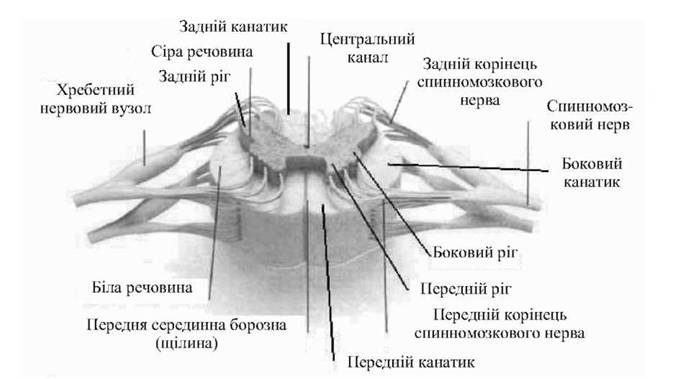 Задній канатик
Сіра речовина
Задній ріг
Хребетний
нервовий вузол
Центральний
канал
Задній корінець
спинномозкового
нерва
Спинномоз-
ковий нерв
Боковий
канатик
Боковий ріг
Передній ріг
Передній корінець
спинномозкового нерва
Передній канатик
Біла речовина
Передня серединна борозна
(щілина)